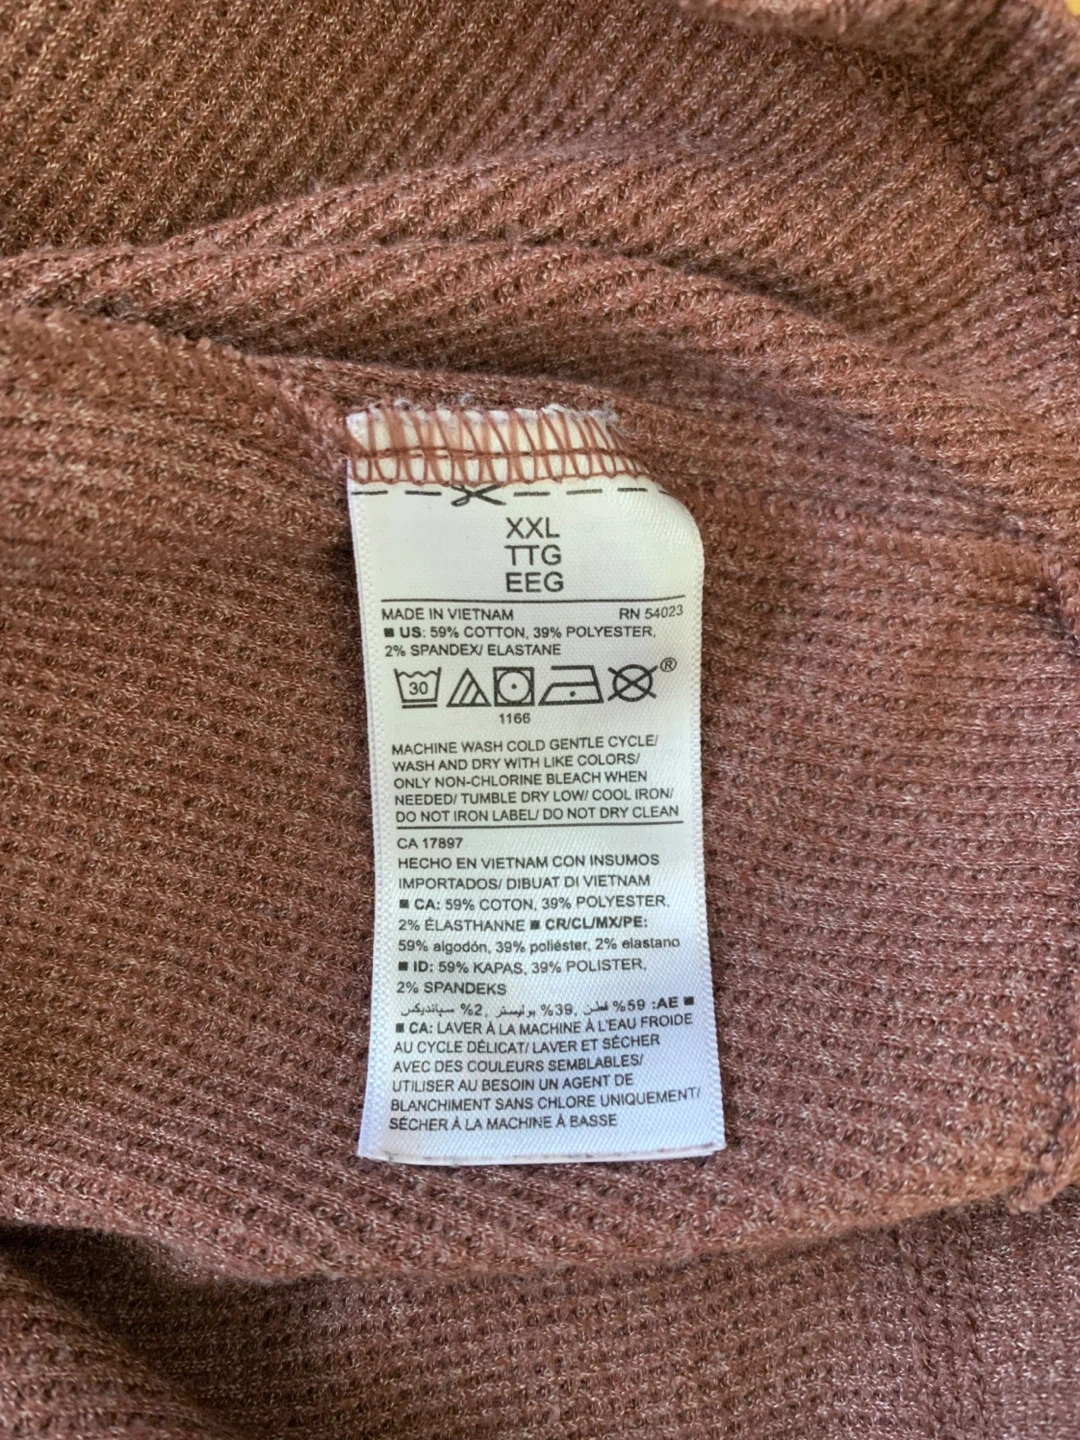 XXL
TTG
EEG
MADE IN VIETNAM RN 54023
■ US: 59% COTTON, 39% POLYESTER,
2% SPANDEX/ ELASTANE
30
®
1166
MACHINE WASH COLD GENTLE CYCLE/
WASH AND DRY WITH LIKE COLORS/
ONLY NON-CHLORINE BLEACH WHEN
NEEDED/ TUMBLE DRY LOW/ COOL IRON/
DO NOT IRON LABEL/ DO NOT DRY CLEAN
CA 17897
HECHO EN VIETNAM CON INSUMOS
IMPORTADOS/ DIBUAT DI VIETNAM
■ CA: 59% COTON, 39% POLYESTER,
2% ÉLASTHANNE ■ CR/CL/MX/PE:
59% algodón, 39% poliéster, 2% elastano
■ ID: 59% KAPAS, 39% POLISTER,
2% SPANDEKS
■ AE: 59% قطن, 39% بوليستر, 2% سپانديكس
■ CA: LAVER À LA MACHINE À L'EAU FROIDE
AU CYCLE DÉLICAT/ LAVER ET SÉCHER
AVEC DES COULEURS SEMBLABLES/
UTILISER AU BESOIN UN AGENT DE
BLANCHIMENT SANS CHLORE UNIQUEMENT/
SÉCHER À LA MACHINE À BASSE